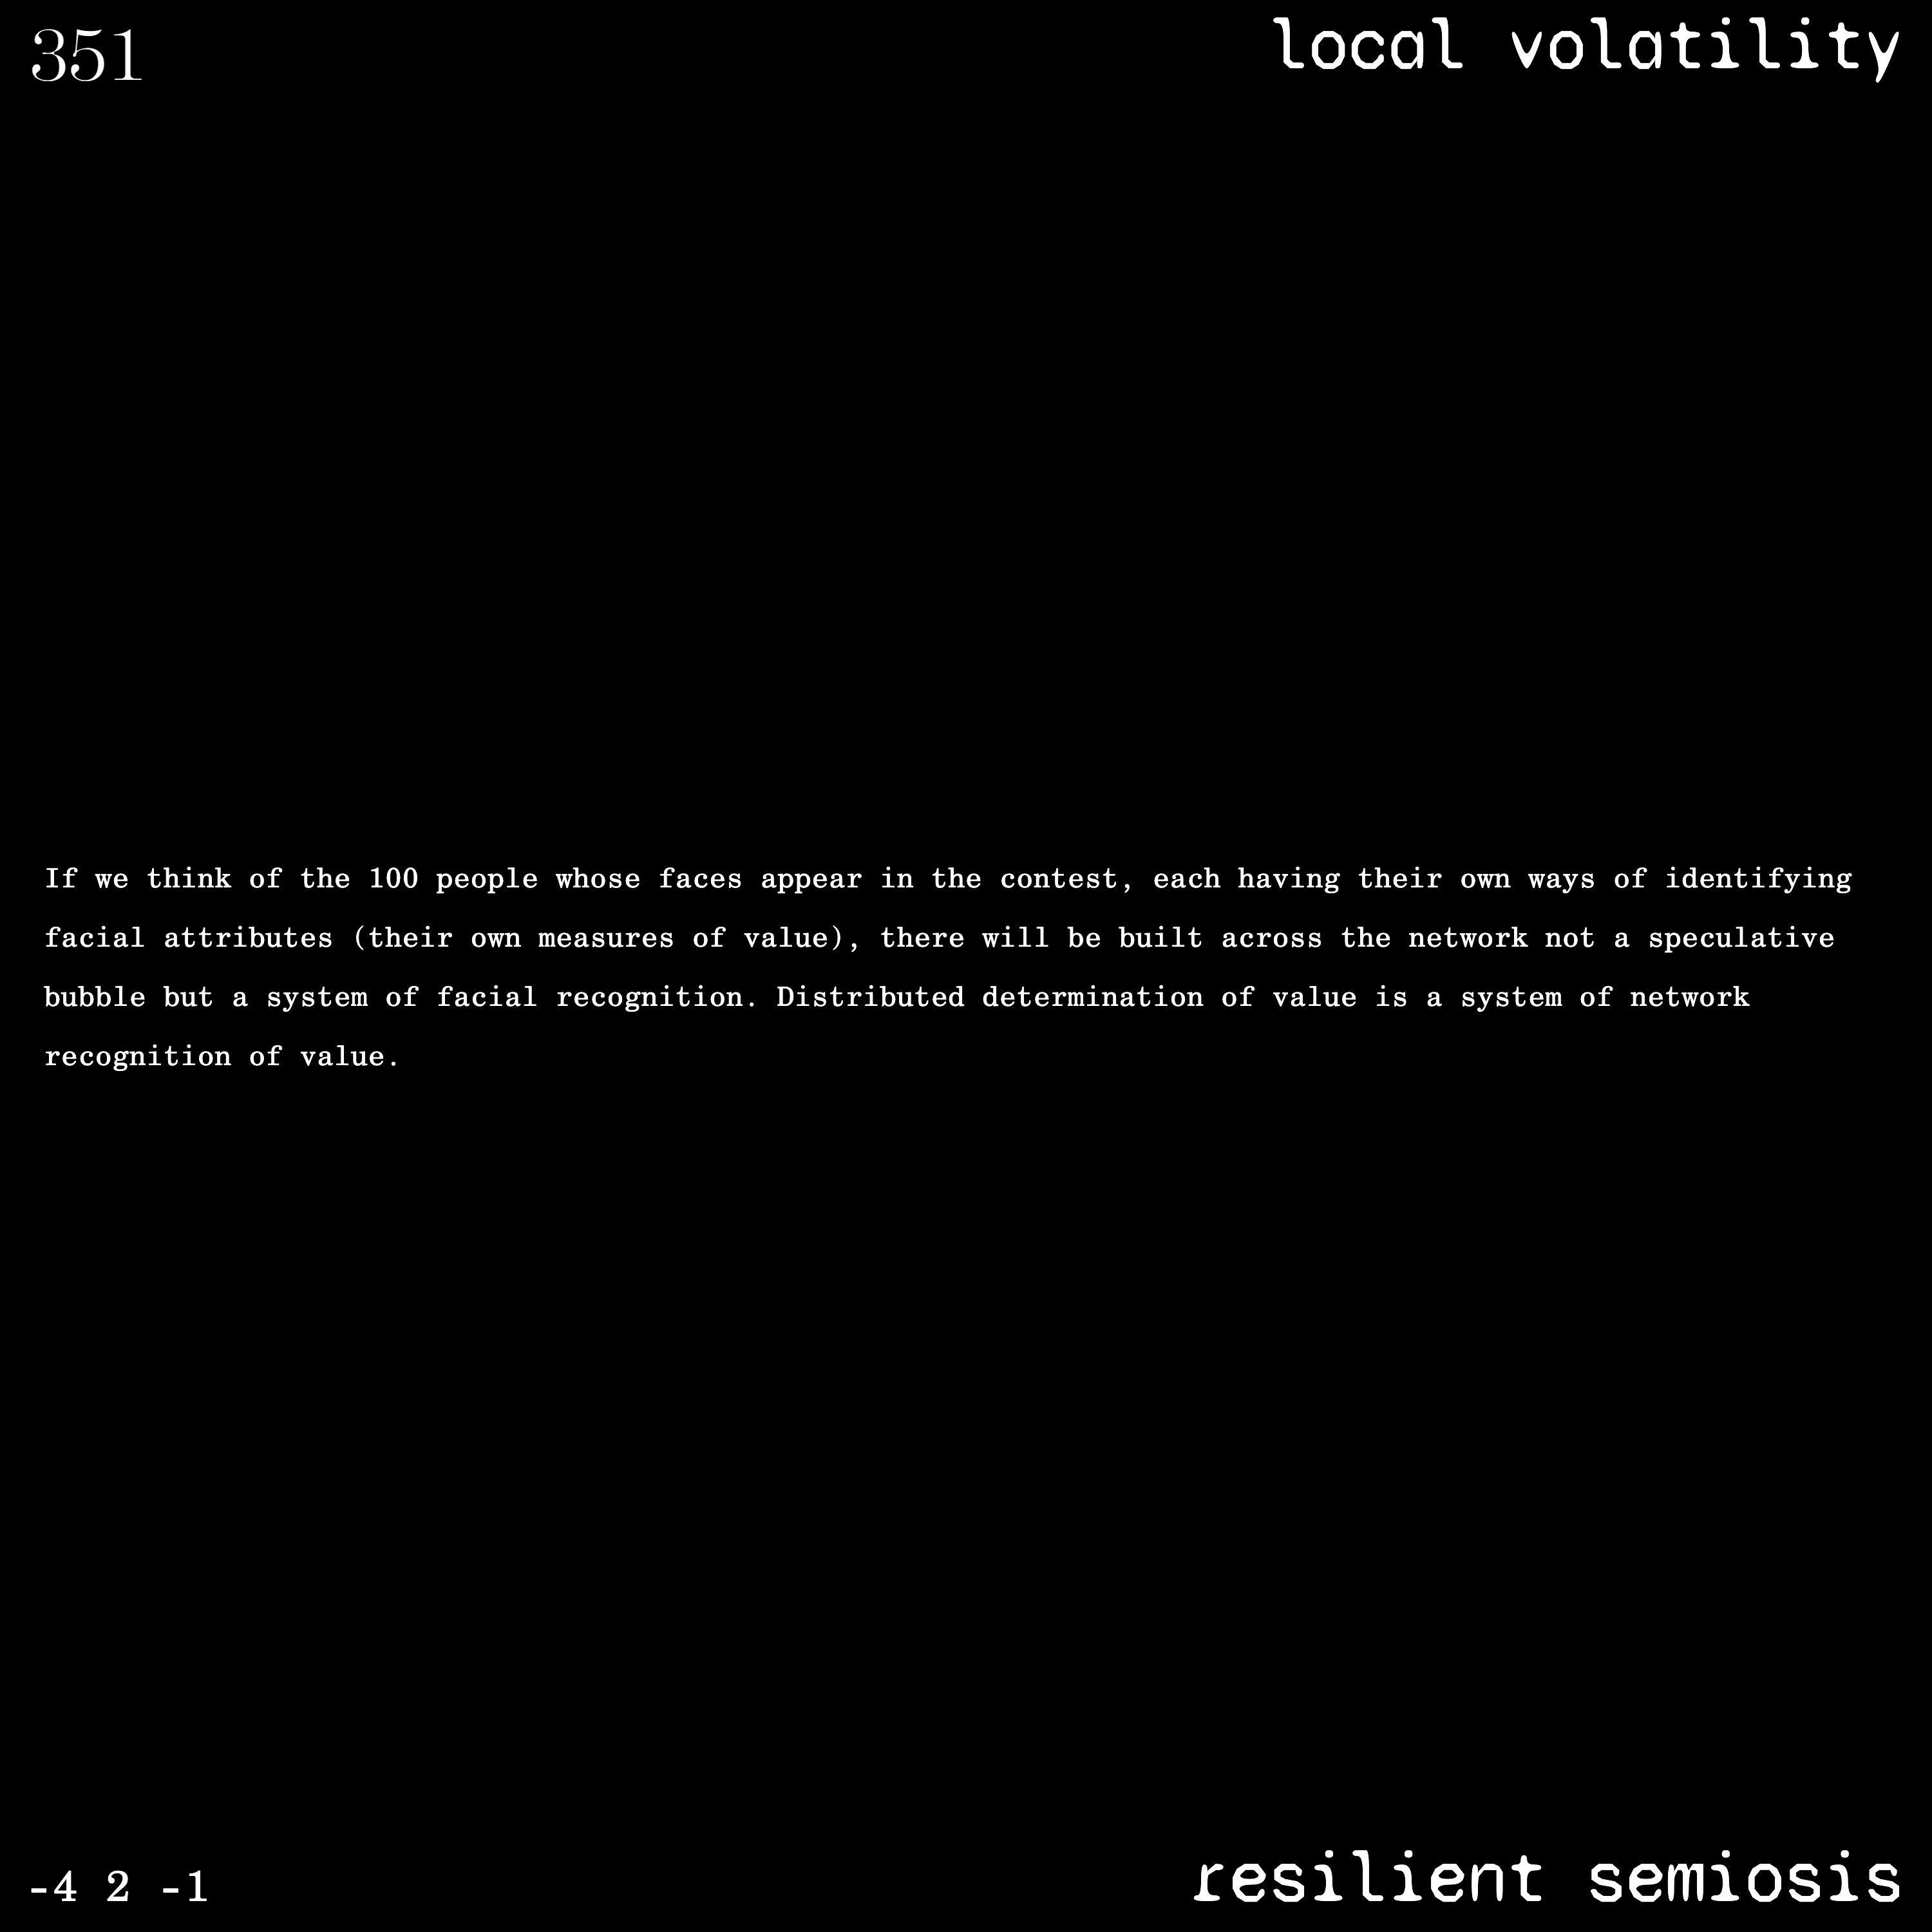 351
local volatility
If we think of the 100 people whose faces appear in the contest, each having their own ways of identifying
facial attributes (their own measures of value), there will be built across the network not a speculative
bubble but a system of facial recognition. Distributed determination of value is a system of network
recognition of value.
-4 2 -1
resilient semiosis